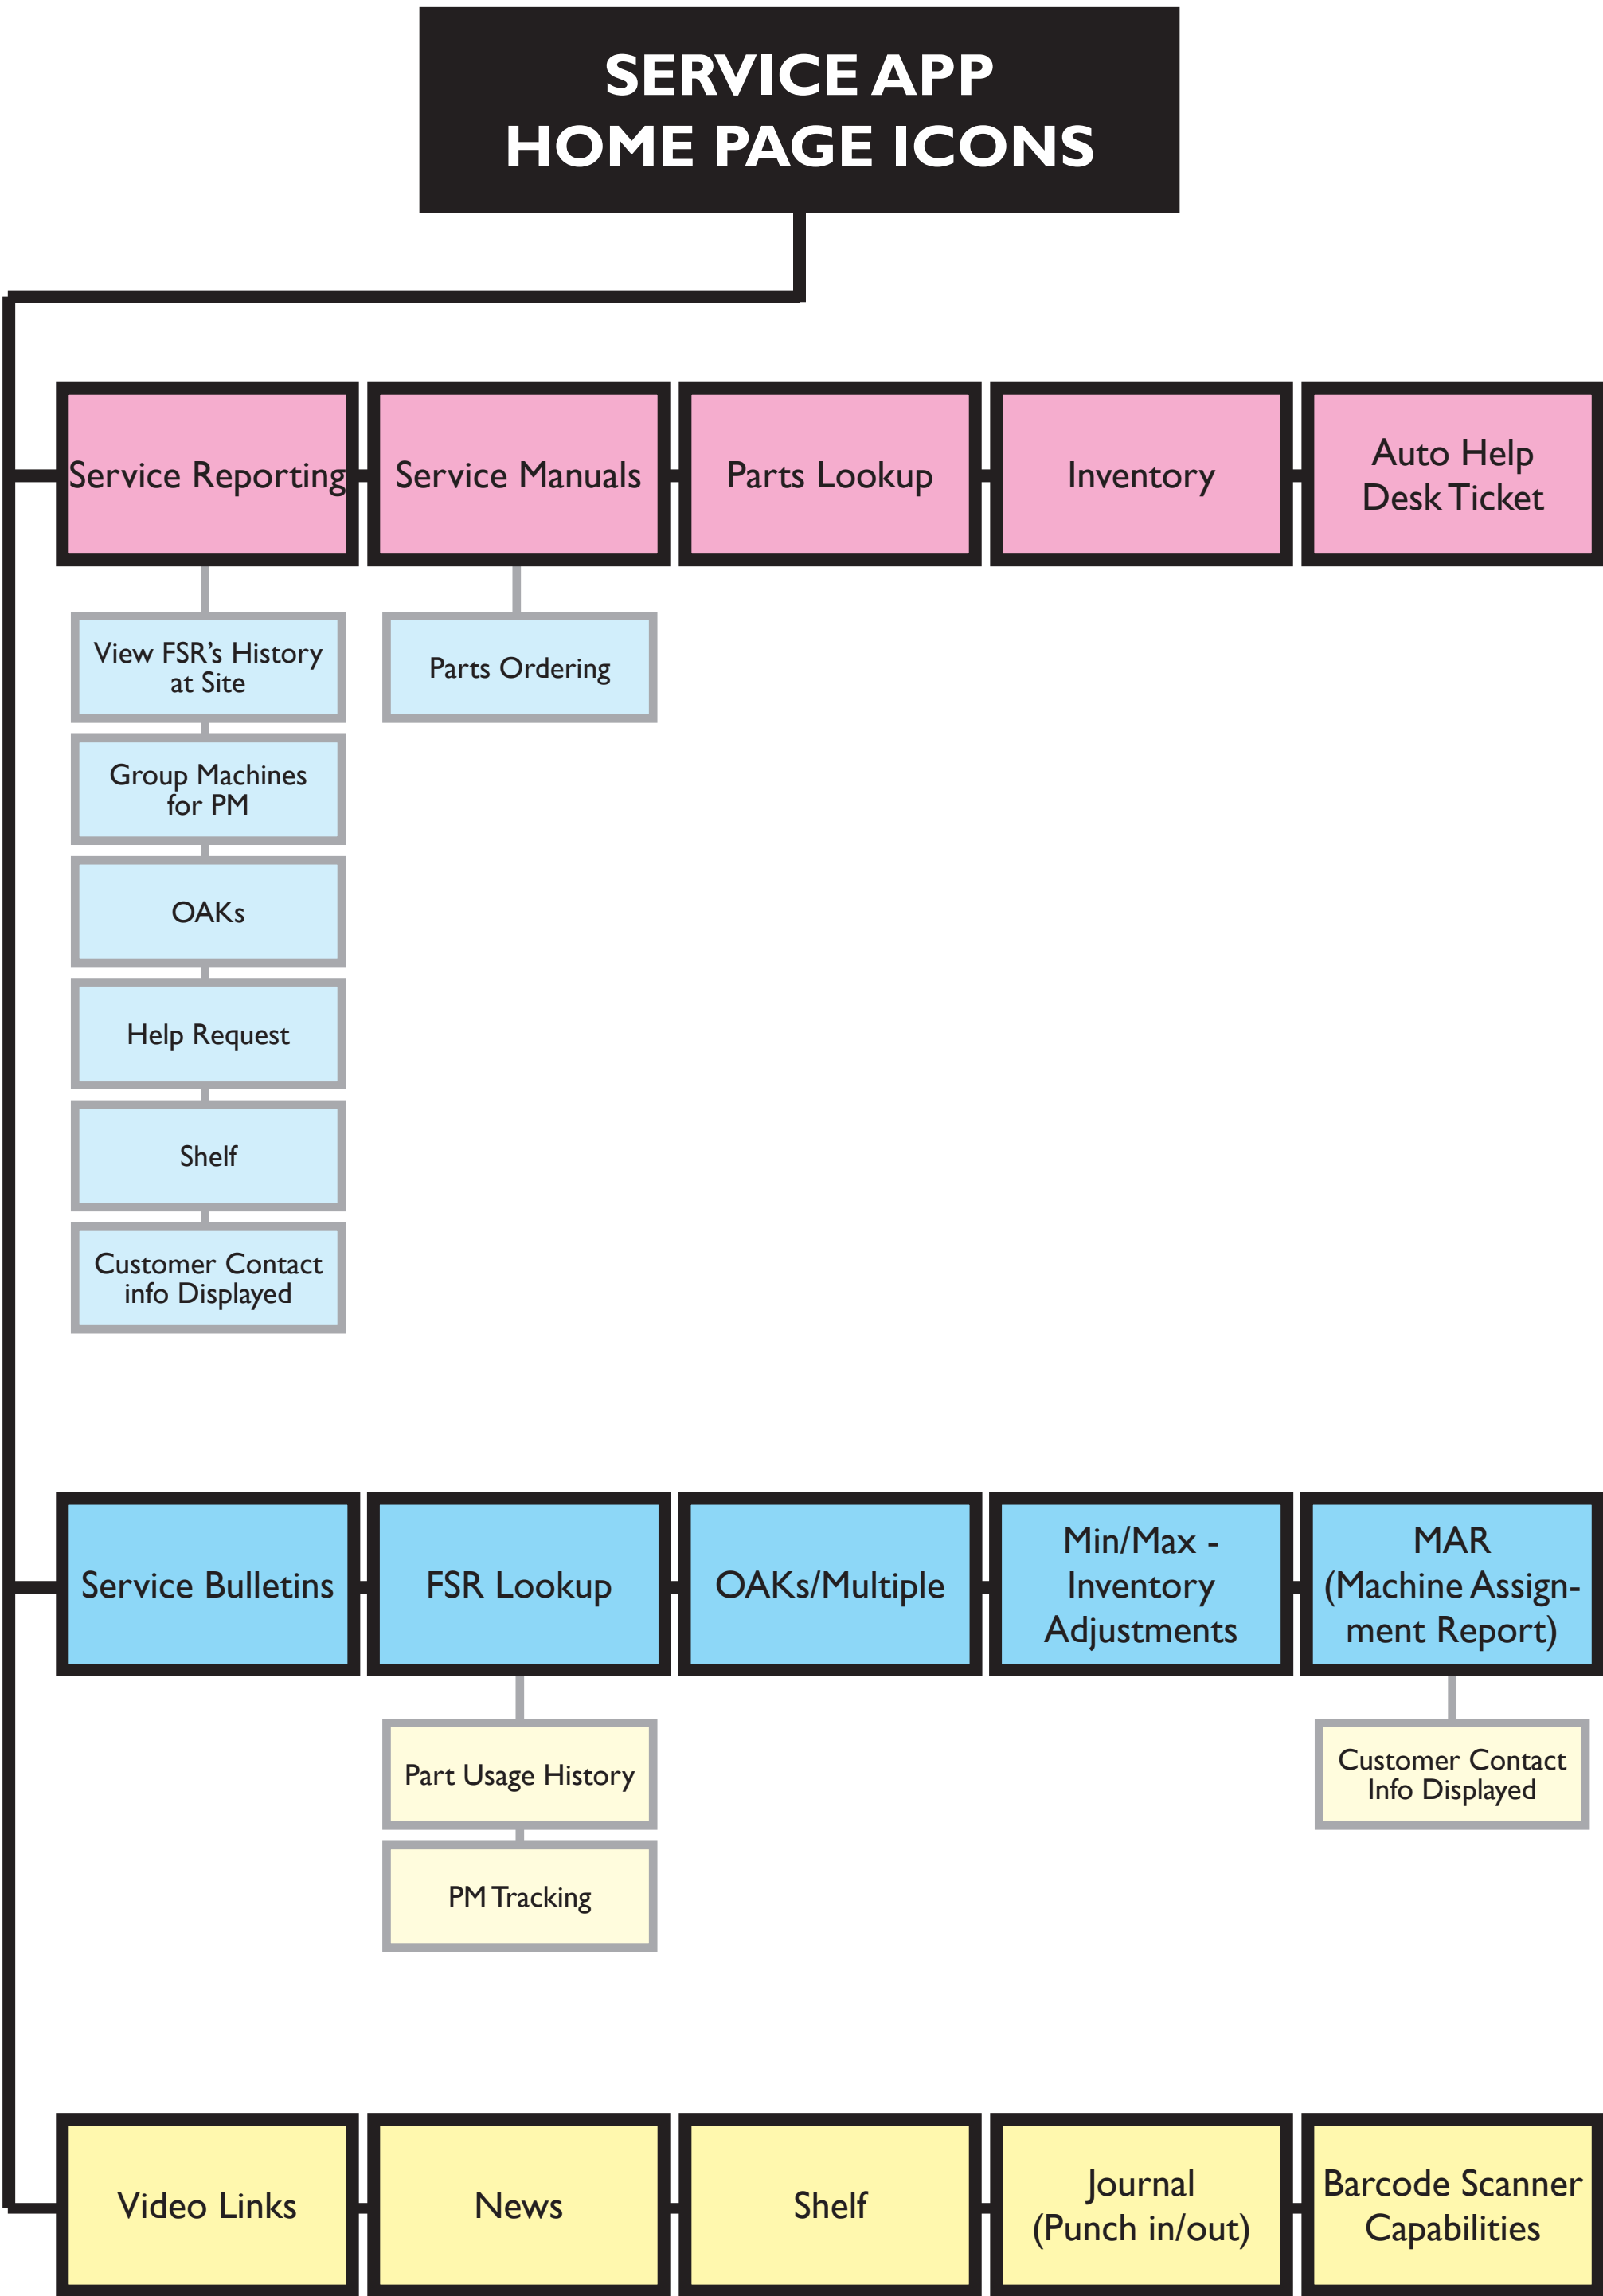 SERVICE APP
HOME PAGE ICONS
Service Reporting
Service Manuals
Parts Lookup
Inventory
Auto Help
Desk Ticket
View FSR’s History
at Site
Parts Ordering
Group Machines
for PM
OAKs
Help Request
Shelf
Customer Contact
info Displayed
Service Bulletins
FSR Lookup
OAKs/Multiple
Min/Max -
Inventory
Adjustments
MAR
(Machine Assign-
ment Report)
Part Usage History
Customer Contact
Info Displayed
PM Tracking
Video Links
News
Shelf
Journal
(Punch in/out)
Barcode Scanner
Capabilities